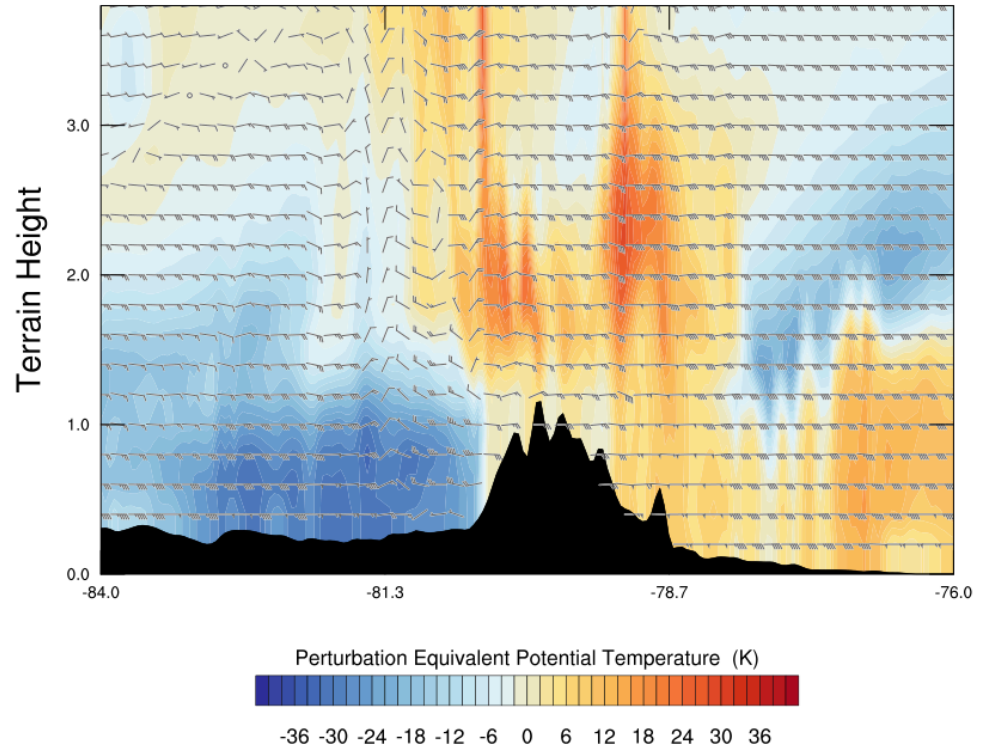 Terrain Height
3.0
2.0
1.0
0.0
-84.0 -81.3 -78.7 -76.0
Perturbation Equivalent Potential Temperature (K)
-36 -30 -24 -18 -12 -6 0 6 12 18 24 30 36